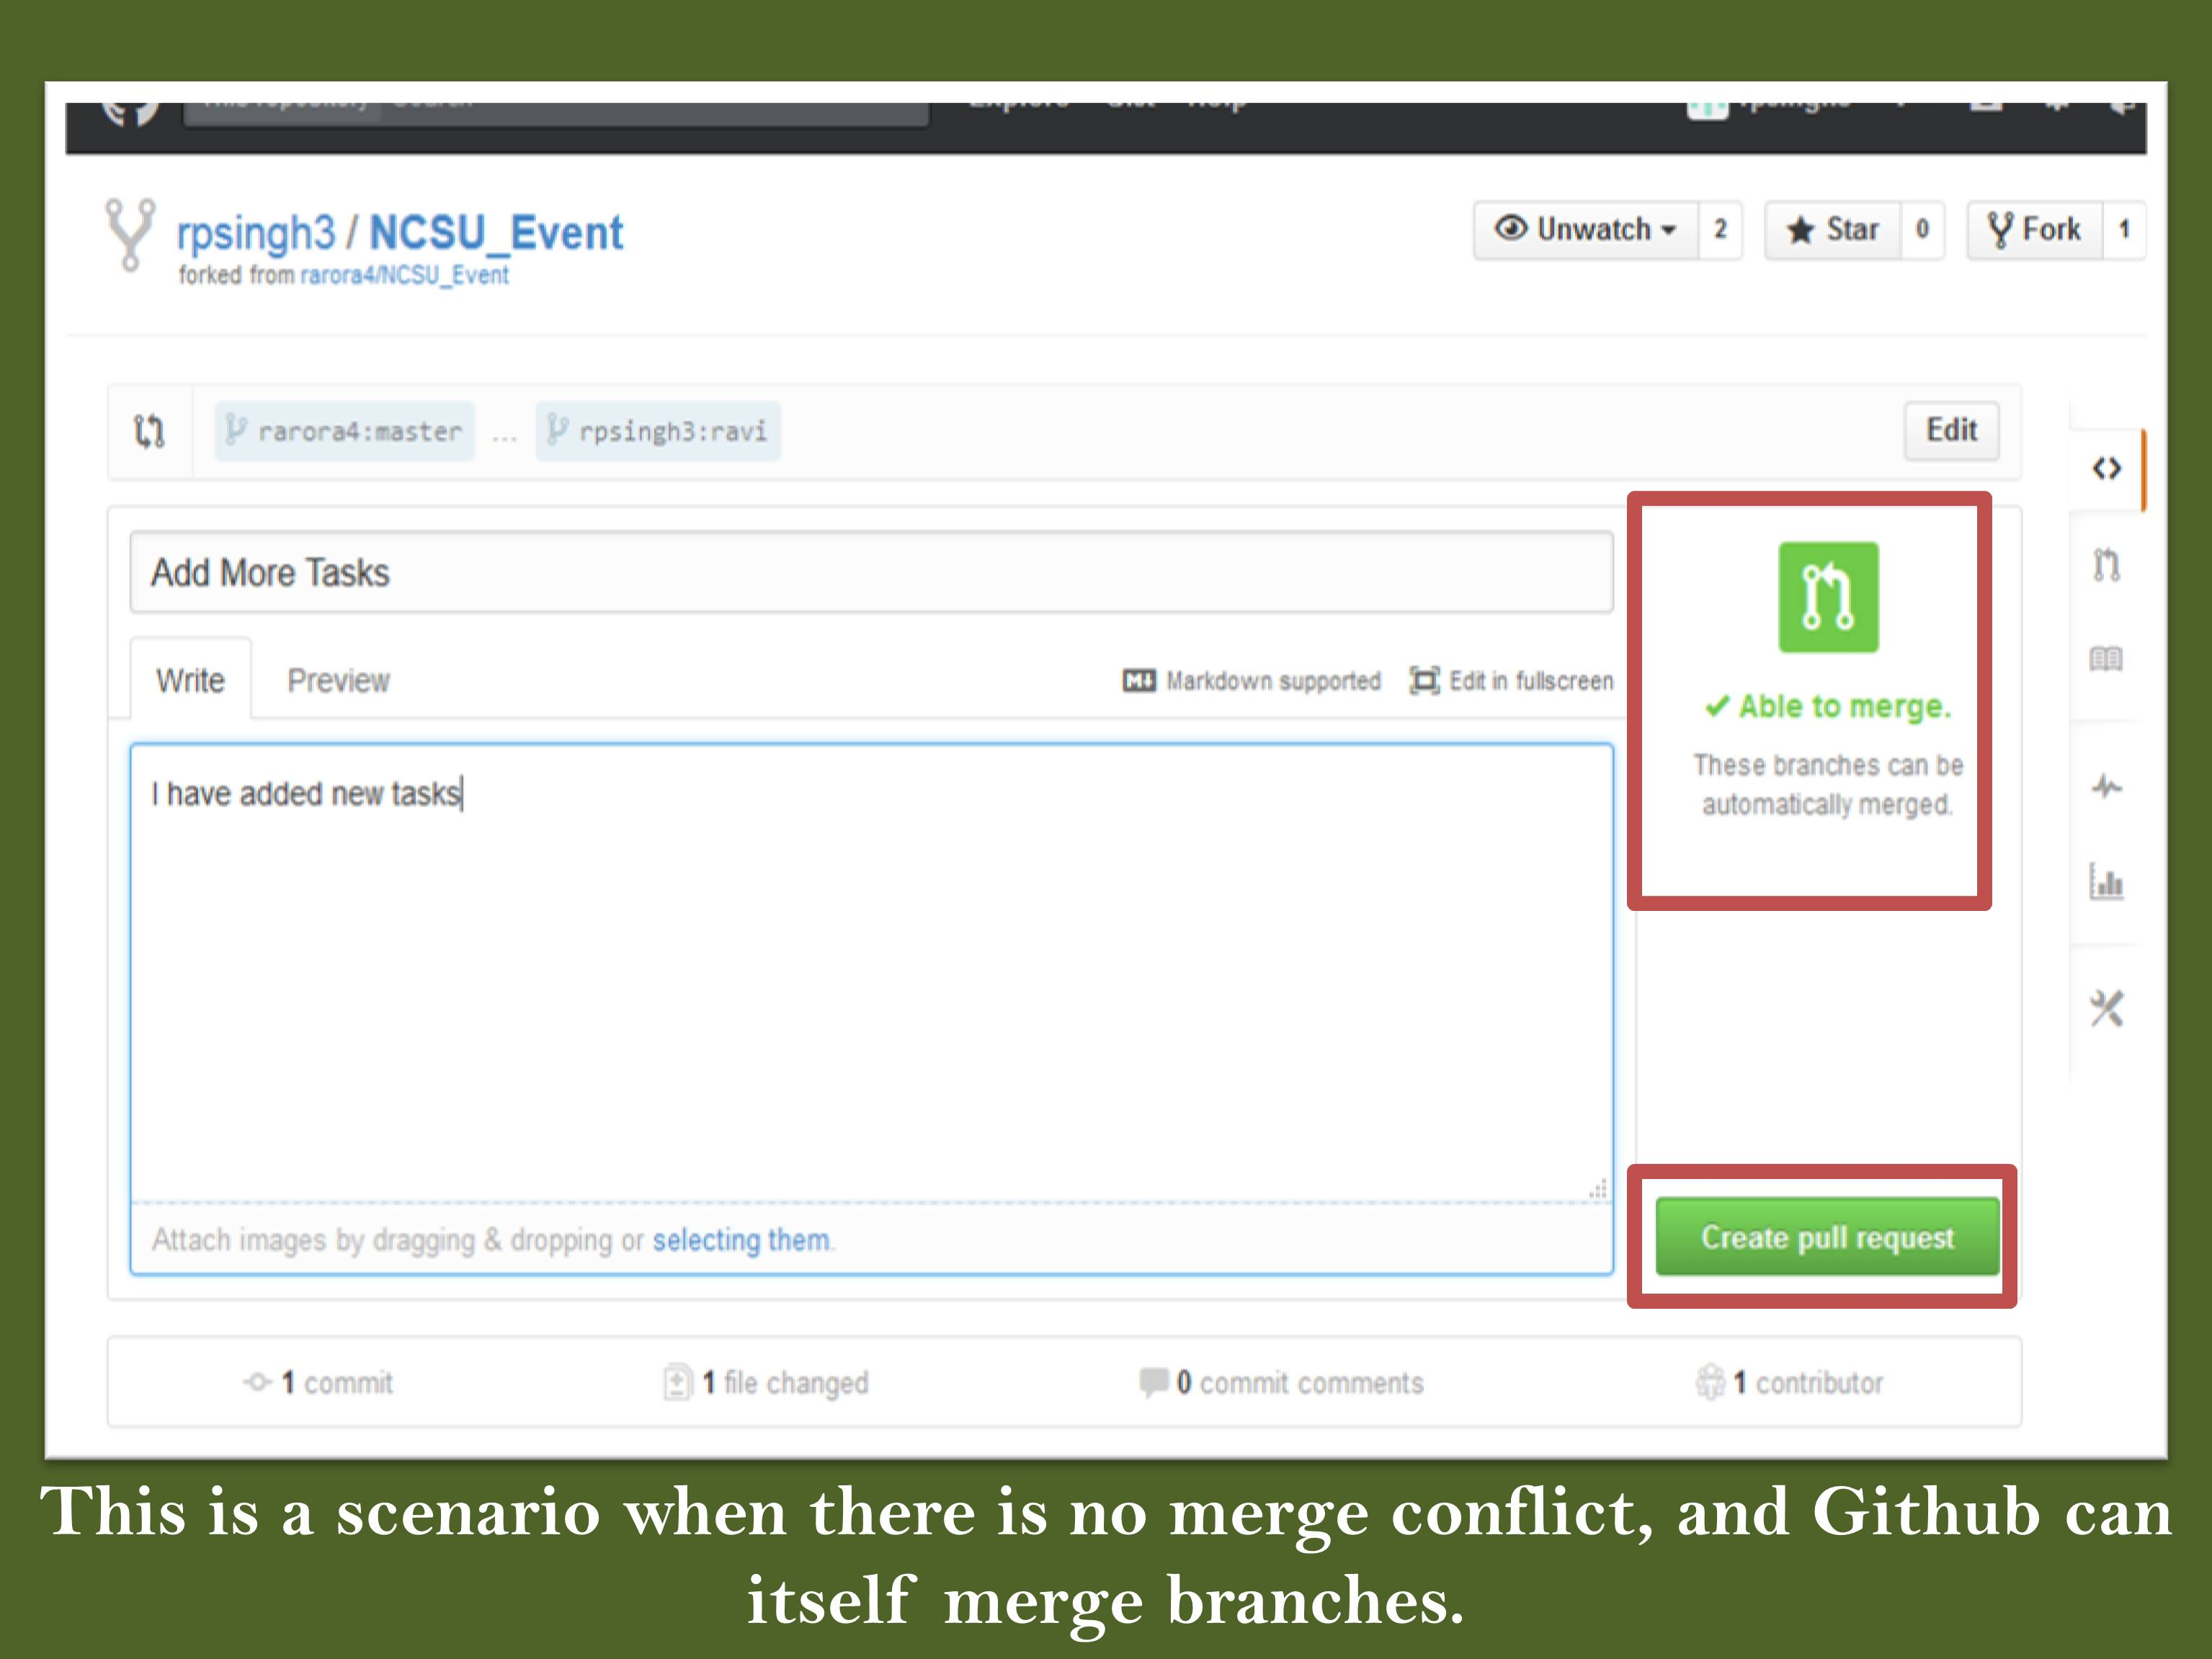 rpsingh3 / NCSU_Event
forked from rarora4/NCSU_Event
Unwatch 2 Star 0 Fork 1
rarora4:master ... rpsingh3:ravi Edit
Add More Tasks
Write Preview Markdown supported Edit in fullscreen
Able to merge.
These branches can be
automatically merged.
I have added new tasks
Attach images by dragging & dropping or selecting them.
Create pull request
1 commit 1 file changed 0 commit comments 1 contributor
This is a scenario when there is no merge conflict, and Github can
itself merge branches.